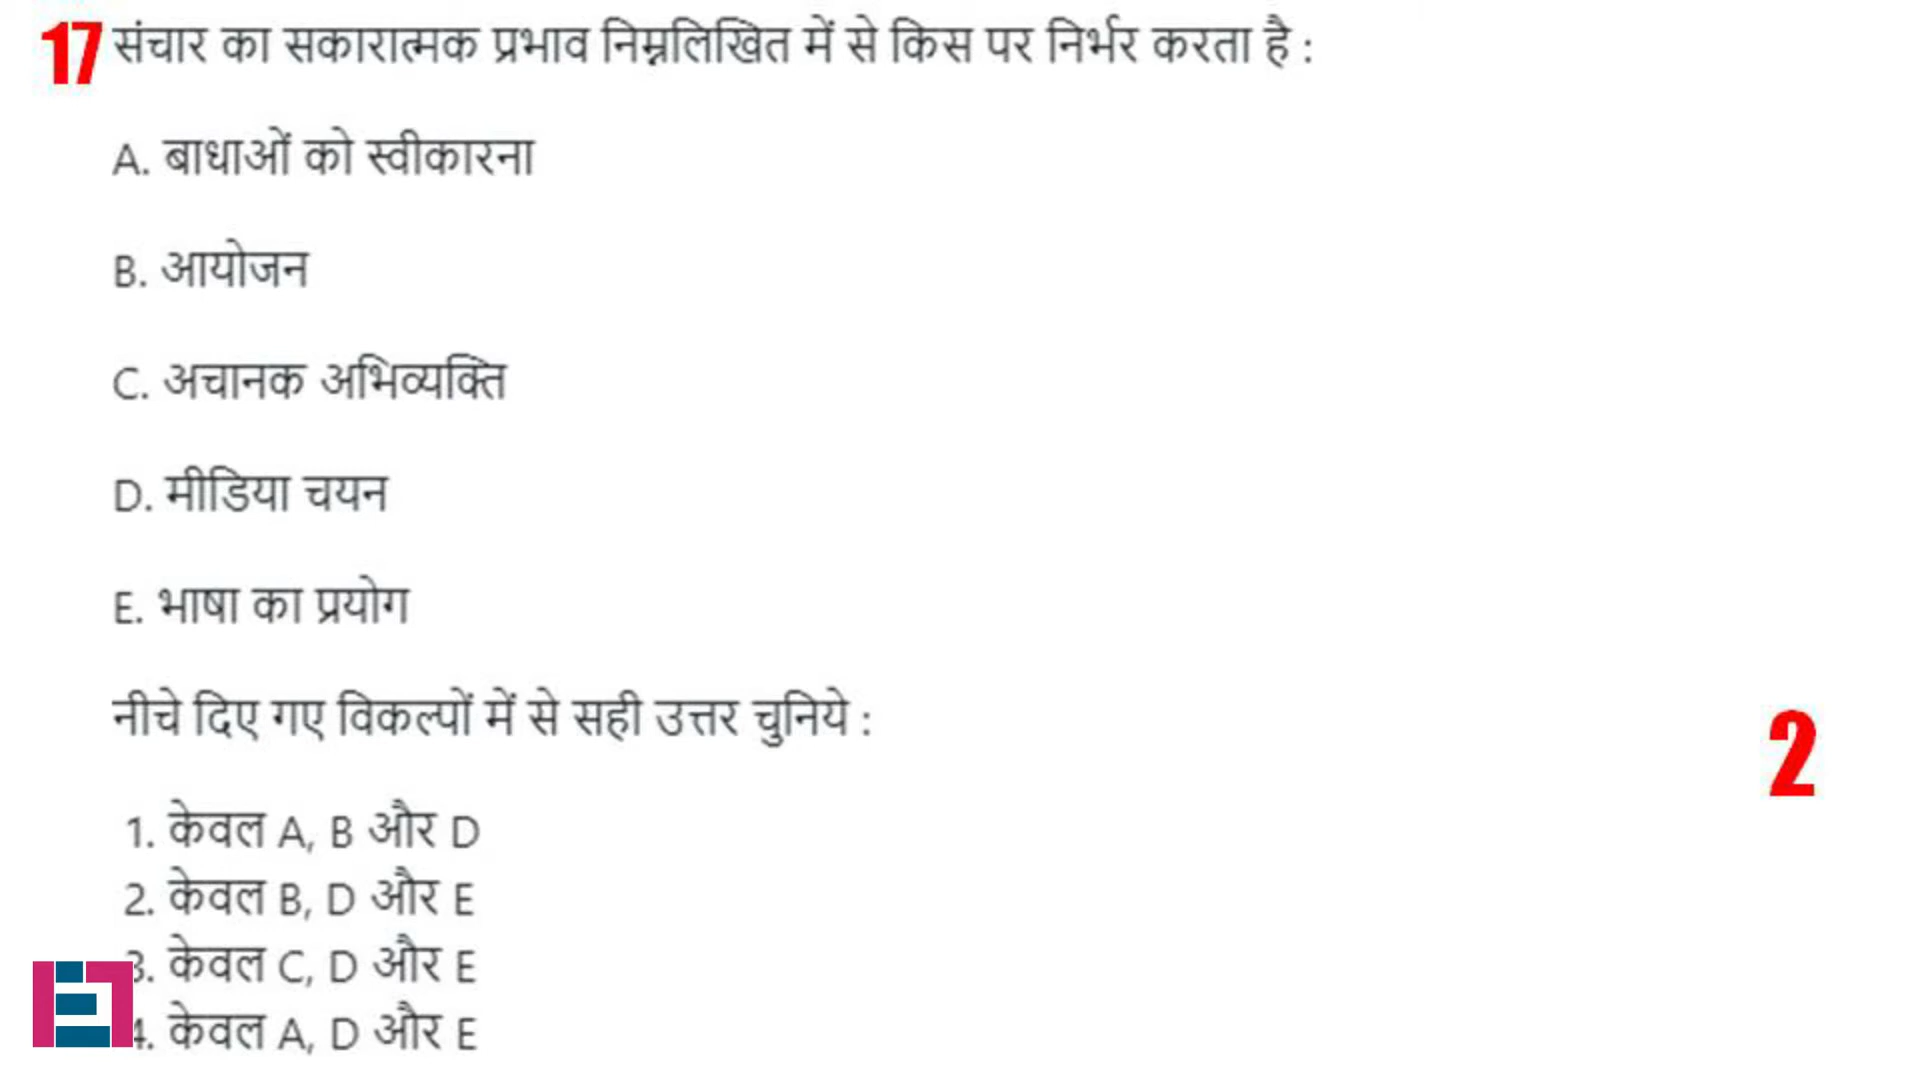 17 संचार का सकारात्मक प्रभाव निम्नलिखित में से किस पर निर्भर करता है :
A. बाधाओं को स्वीकारना
B. आयोजन
C. अचानक अभिव्यक्ति
D. मीडिया चयन
E. भाषा का प्रयोग
नीचे दिए गए विकल्पों में से सही उत्तर चुनिये :
2
1. केवल A, B और D
2. केवल B, D और E
3. केवल C, D और E
4. केवल A, D और E